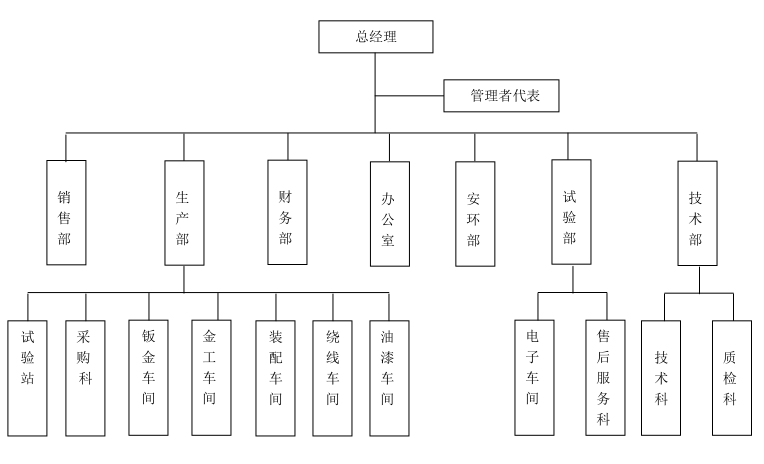 总经理
管理者代表
销售部
生产部
财务部
办公室
安环部
试验部
技术部
试验站
采购科
钣金车间
金工车间
装配车间
绕线车间
油漆车间
电子车间
售后服务科
技术科
质检科